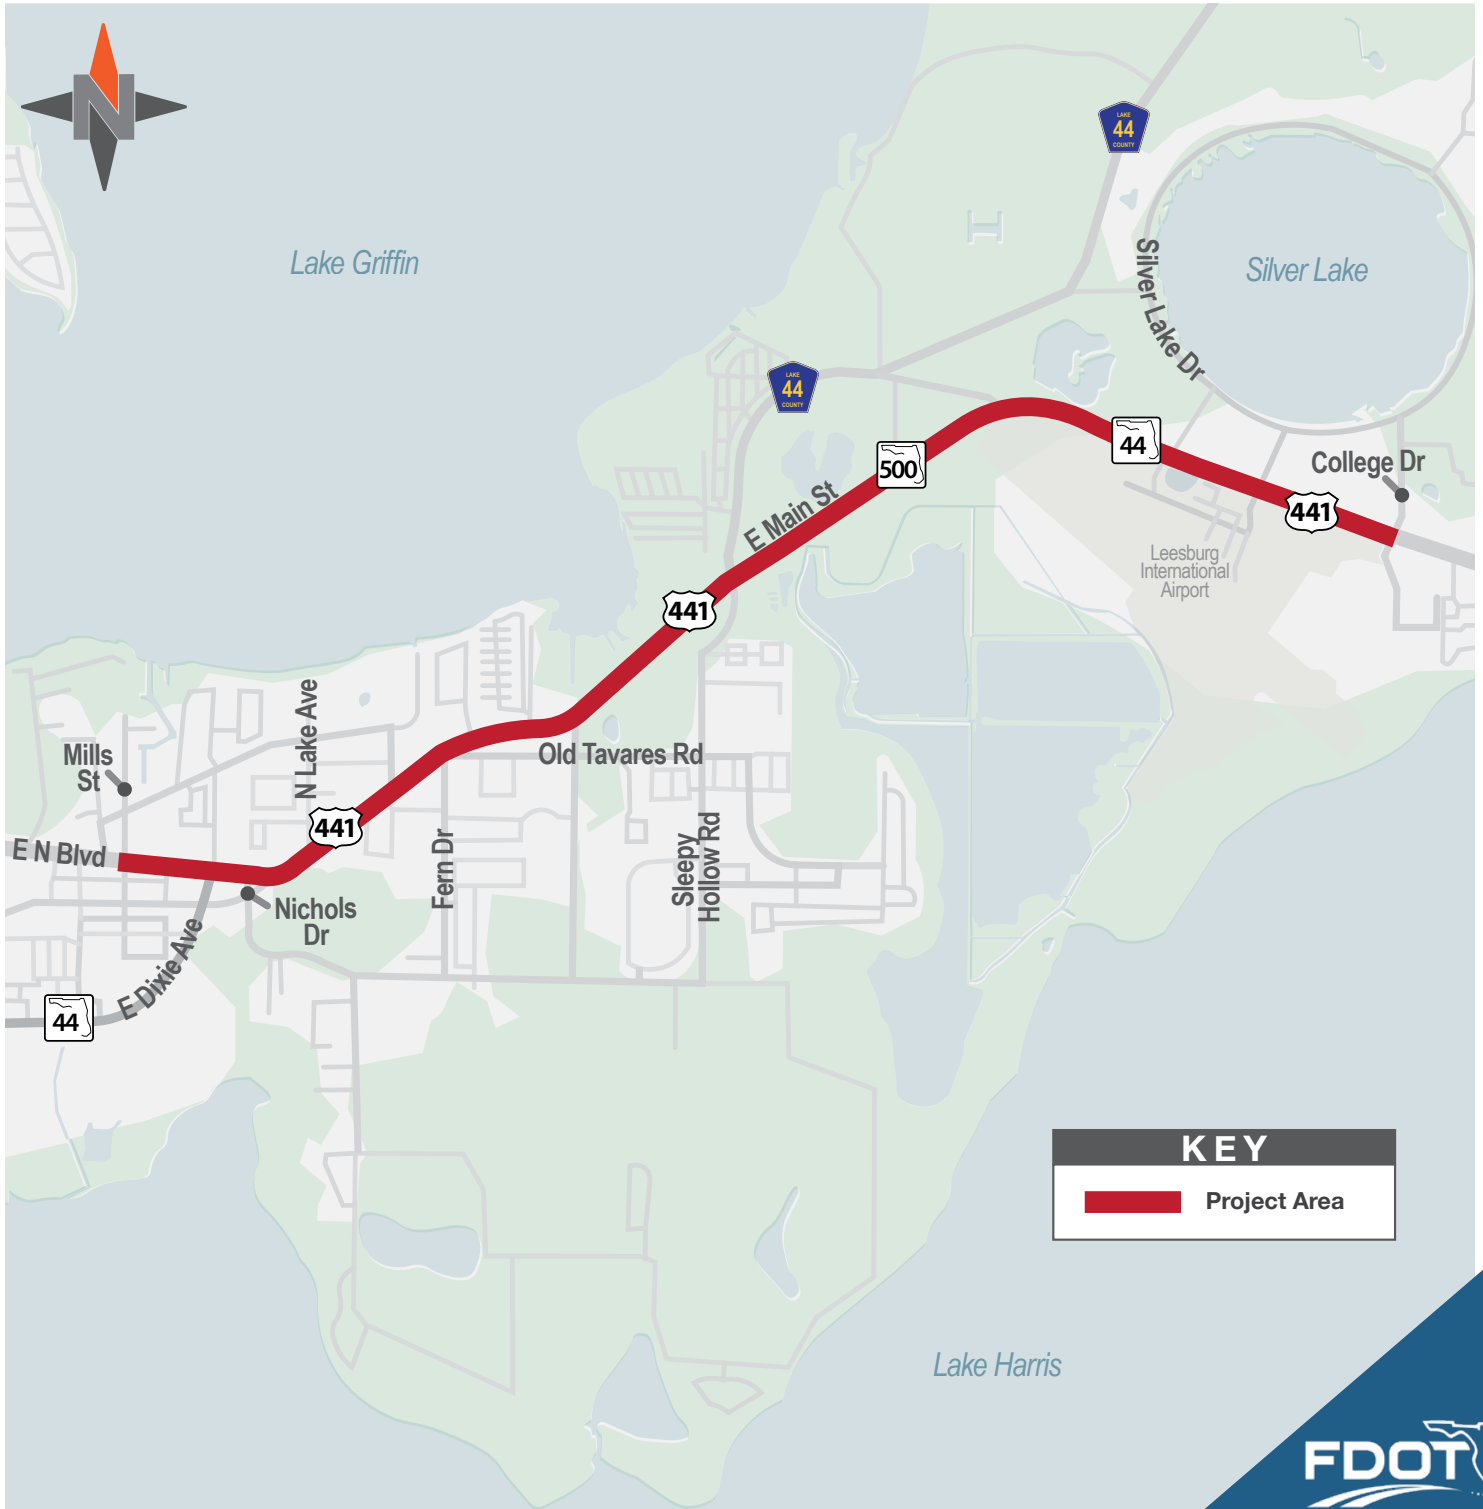 N
LAKE
44
COUNTY
Lake Griffin
Silver Lake
Silver Lake Dr
LAKE
44
COUNTY
44
500
College Dr
441
E Main St
Leesburg
International
Airport
441
N Lake Ave
Mills
St
Old Tavares Rd
441
E N Blvd
Fern Dr
Sleepy
Hollow Rd
Nichols
Dr
E Dixie Ave
44
KEY
Project Area
Lake Harris
FDOT